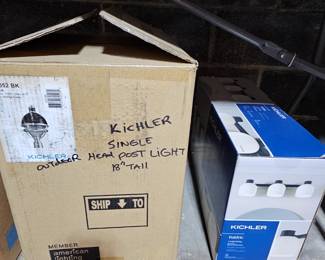 052 BK
KICHLER
KICHLER
SINGLE
OUTDOOR HEAD POST LIGHT
18" TALL
SHIP TO
MEMBER
american
lighting
KICHLER